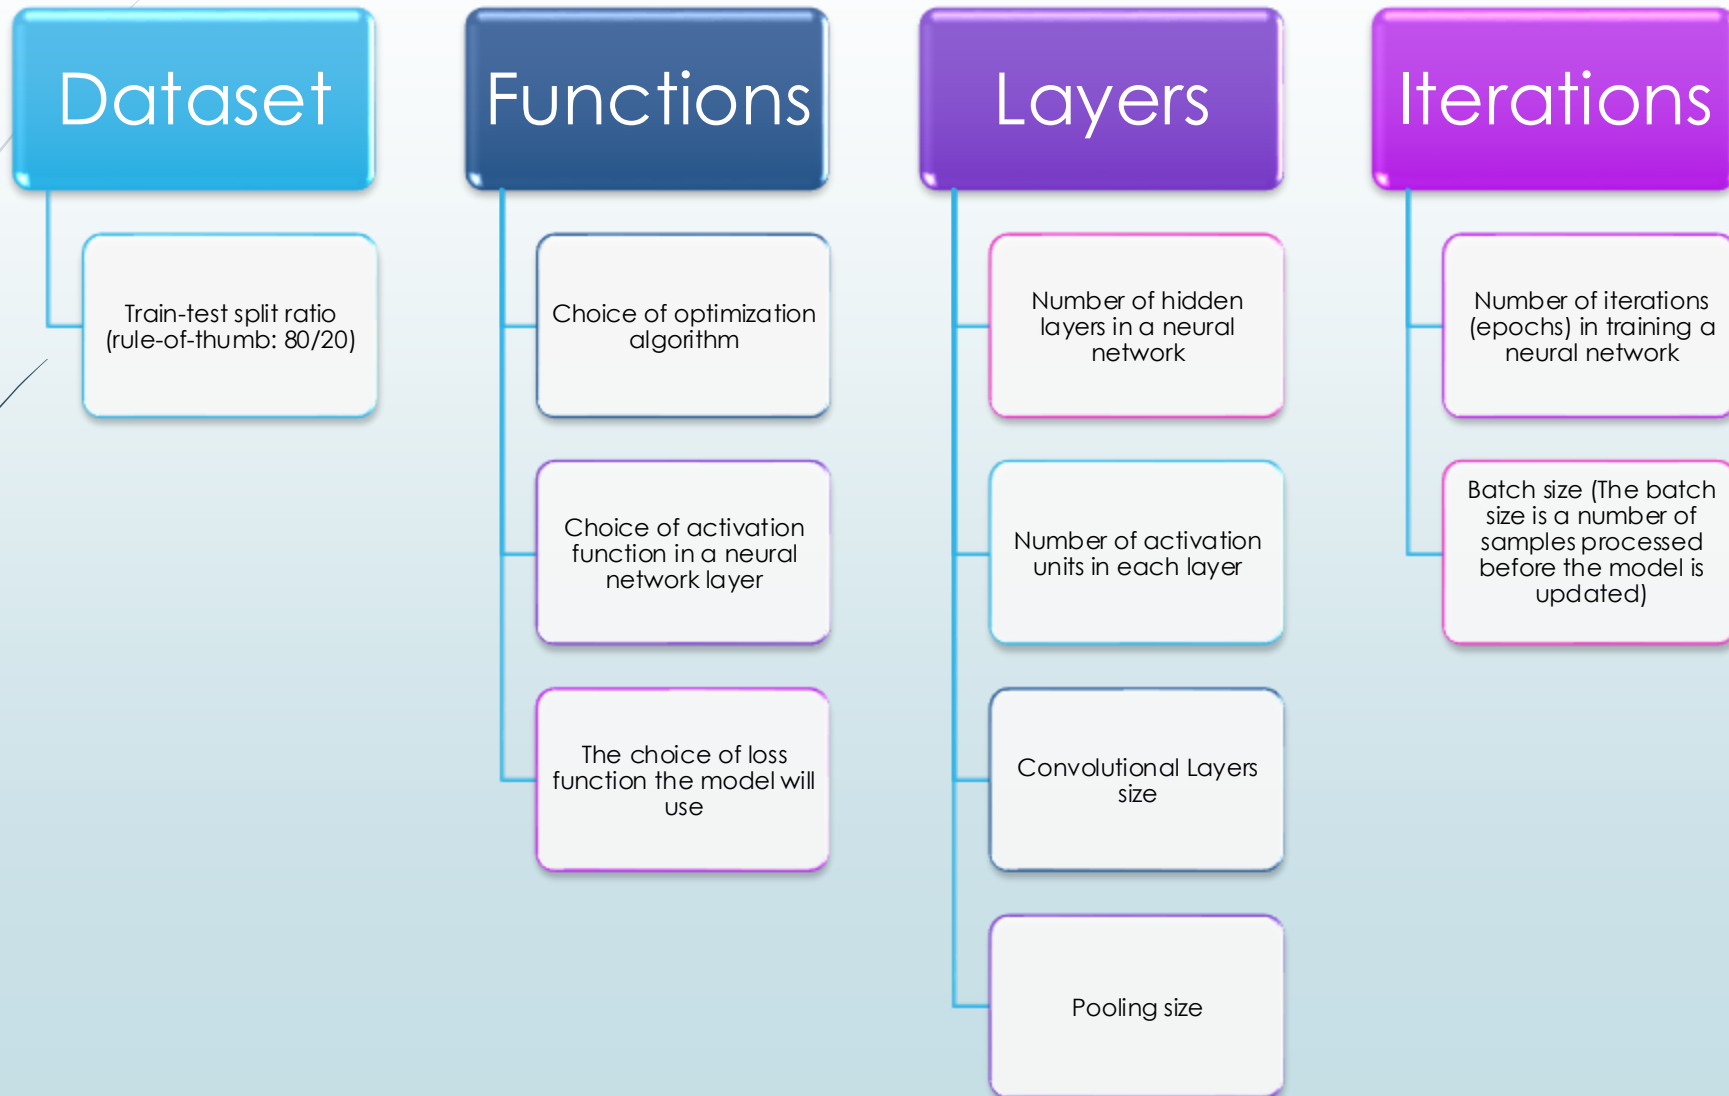 Dataset
Train-test split ratio
(rule-of-thumb: 80/20)
Functions
Choice of optimization
algorithm
Choice of activation
function in a neural
network layer
The choice of loss
function the model will
use
Layers
Number of hidden
layers in a neural
network
Number of activation
units in each layer
Convolutional Layers
size
Pooling size
Iterations
Number of iterations
(epochs) in training a
neural network
Batch size (The batch
size is a number of
samples processed
before the model is
updated)